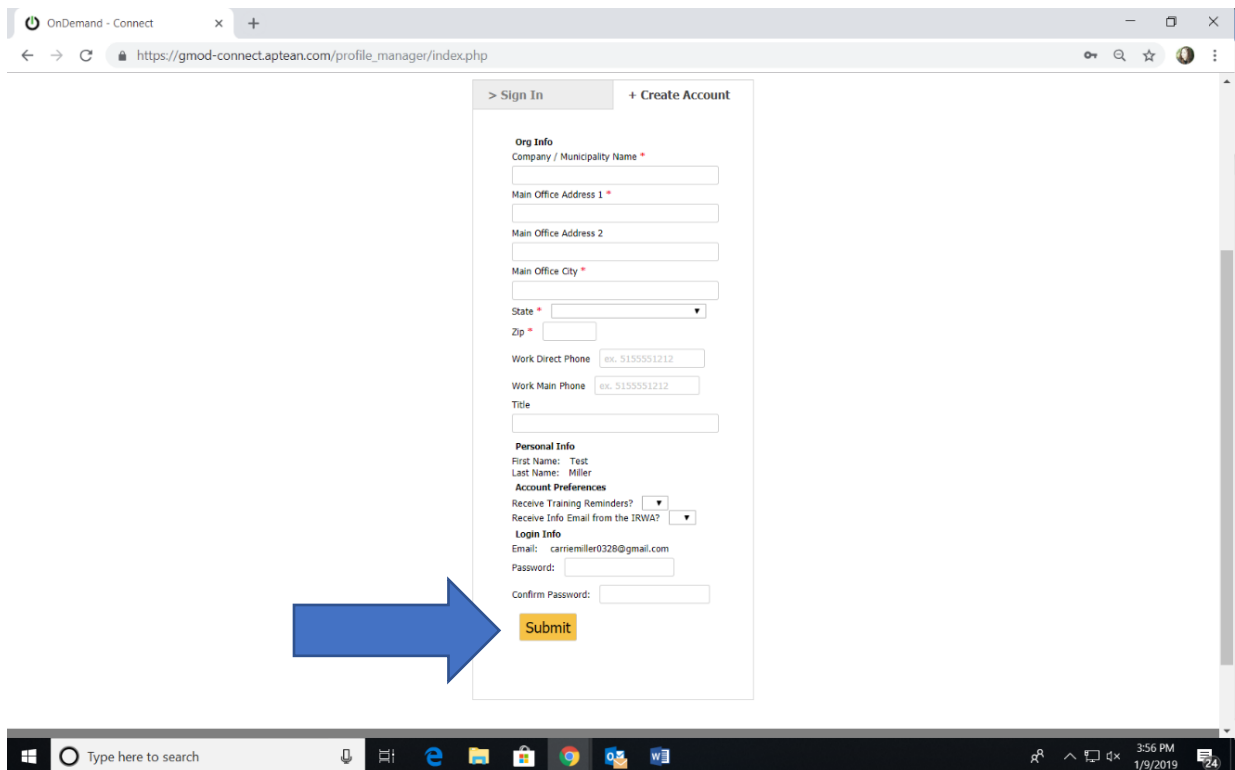 OnDemand - Connect
https://gmod-connect.aptean.com/profile_manager/index.php
> Sign In
+ Create Account
Org Info
Company / Municipality Name *
Main Office Address 1 *
Main Office Address 2
Main Office City *
State *
Zip *
Work Direct Phone ex. 5155551212
Work Main Phone ex. 5155551212
Title
Personal Info
First Name: Test
Last Name: Miller
Account Preferences
Receive Training Reminders?
Receive Info Email from the IRWA?
Login Info
Email: carriemiller0328@gmail.com
Password:
Confirm Password:
Submit
Type here to search
3:56 PM
1/9/2019
24